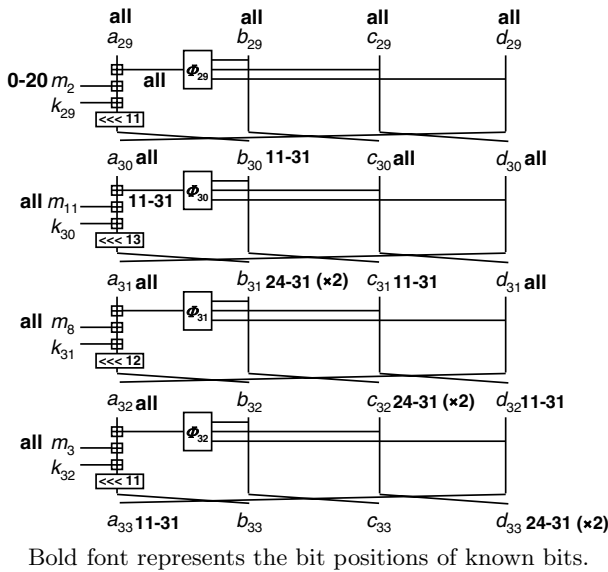 all all all all
a29 b29 c29 d29
0-20 m2 all Φ29
k29
<<< 11
a30 all b30 11-31 c30 all d30 all
all m11 11-31 Φ30
k30
<<< 13
a31 all b31 24-31 (×2) c31 11-31 d31 all
all m8 Φ31
k31
<<< 12
a32 all b32 c32 24-31 (×2) d32 11-31
all m3 Φ32
k32
<<< 11
a33 11-31 b33 c33 d33 24-31 (×2)
Bold font represents the bit positions of known bits.